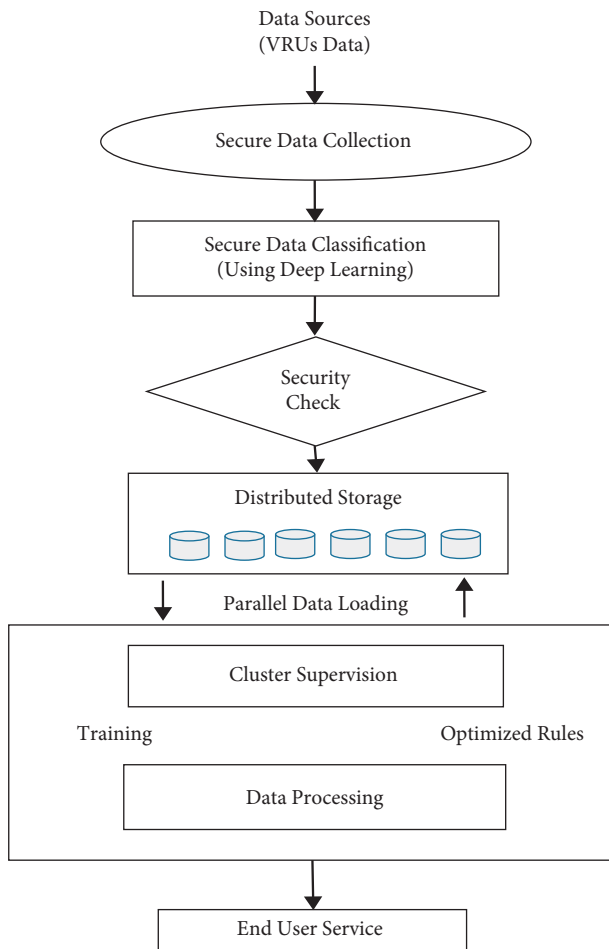 Data Sources
(VRUs Data)
Secure Data Collection
Secure Data Classification
(Using Deep Learning)
Security
Check
Distributed Storage
Parallel Data Loading
Cluster Supervision
Training
Optimized Rules
Data Processing
End User Service